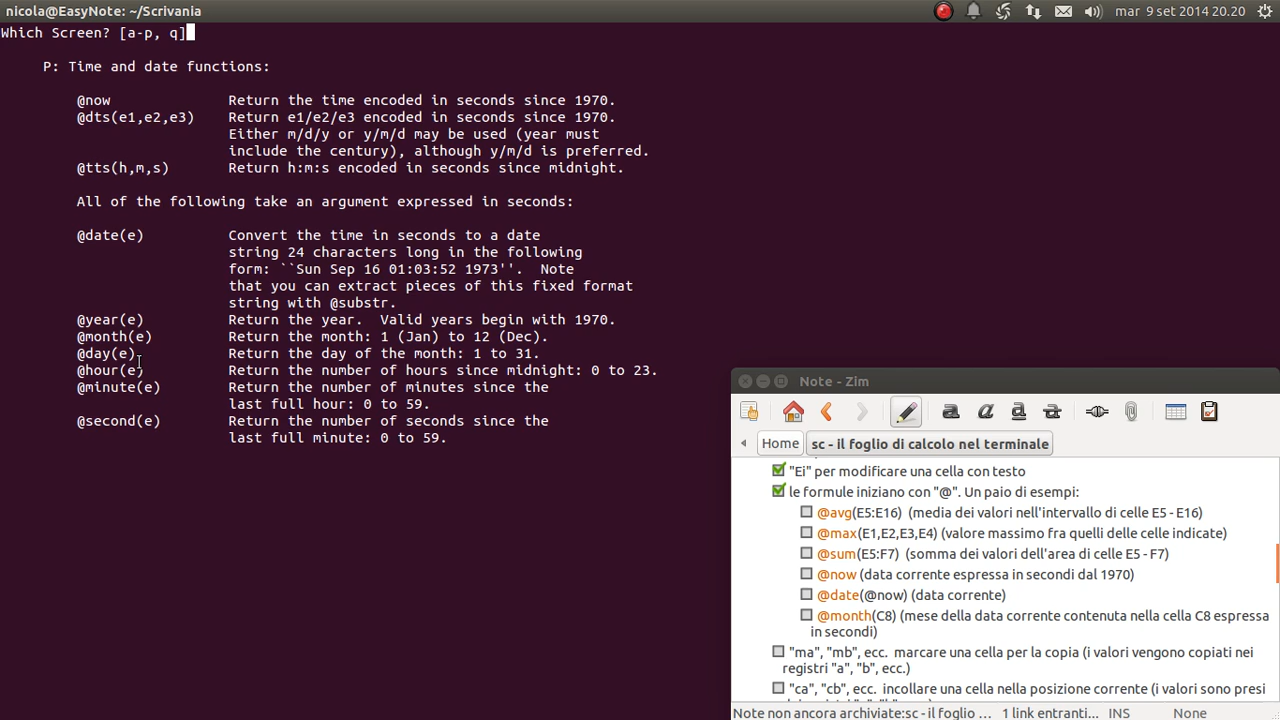 nicola@EasyNote: ~/Scrivania
mar 9 set 2014 20.20
Which Screen? [a-p, q]
P: Time and date functions:
@now Return the time encoded in seconds since 1970.
@dts(e1,e2,e3) Return e1/e2/e3 encoded in seconds since 1970.
Either m/d/y or y/m/d may be used (year must
include the century), although y/m/d is preferred.
@tts(h,m,s) Return h:m:s encoded in seconds since midnight.
All of the following take an argument expressed in seconds:
@date(e) Convert the time in seconds to a date
string 24 characters long in the following
form: ``Sun Sep 16 01:03:52 1973''. Note
that you can extract pieces of this fixed format
string with @substr.
@year(e) Return the year. Valid years begin with 1970.
@month(e) Return the month: 1 (Jan) to 12 (Dec).
@day(e) Return the day of the month: 1 to 31.
@hour(e) Return the number of hours since midnight: 0 to 23.
@minute(e) Return the number of minutes since the
last full hour: 0 to 59.
@second(e) Return the number of seconds since the
last full minute: 0 to 59.
Note - Zim
Home sc - il foglio di calcolo nel terminale
"Ei" per modificare una cella con testo
le formule iniziano con "@". Un paio di esempi:
@avg(E5:E16) (media dei valori nell'intervallo di celle E5 - E16)
@max(E1,E2,E3,E4) (valore massimo fra quelli delle celle indicate)
@sum(E5:F7) (somma dei valori dell'area di celle E5 - F7)
@now (data corrente espressa in secondi dal 1970)
@date(@now) (data corrente)
@month(C8) (mese della data corrente contenuta nella cella C8 espressa
in secondi)
"ma", "mb", ecc. marcare una cella per la copia (i valori vengono copiati nei
registri "a", "b", ecc.)
"ca", "cb", ecc. incollare una cella nella posizione corrente (i valori sono presi
Note non ancora archiviate:sc - il foglio ... 1 link entranti... INS None